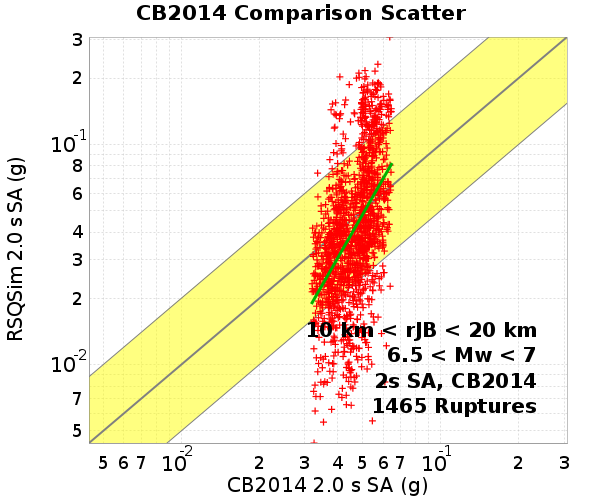 CB2014 Comparison Scatter
3
2
10-1
8
6
4
3
2
10-2
7
5
RSQSim 2.0 s SA (g)
10 km < rJB < 20 km
6.5 < Mw < 7
2s SA, CB2014
1465 Ruptures
5 6 7 10-2 2 3 4 5 6 7 10-1 2 3
CB2014 2.0 s SA (g)